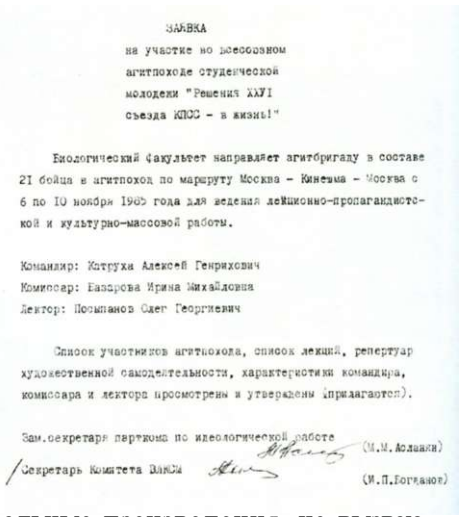 ЗАЯВКА
на участие во всесоюзном
агитпоходе студенческой
молодежи "Решения ХХУI
съезда КПСС - в жизнь!"
Биологический факультет направляет агитбригаду в составе
21 бойца в агитпоход по маршруту Москва - Кинешма - Москва с
6 по 10 ноября 1985 года для ведения лекционно-пропагандистс-
кой и культурно-массовой работы.
Командир: Катруха Алексей Генрихович
Комиссар: Базарова Ирина Михайловна
Лектор: Посыпанов Олег Георгиевич
Список участников агитпохода, список лекций, репертуар
художественной самодеятельности, характеристики командира,
комиссара и лектора просмотрены и утверждены (прилагаются).
Зам.секретаря парткома по идеологической работе
(М.М. Асланян)
Секретарь Комитета ВЛКСМ
(И.П.Богданов)